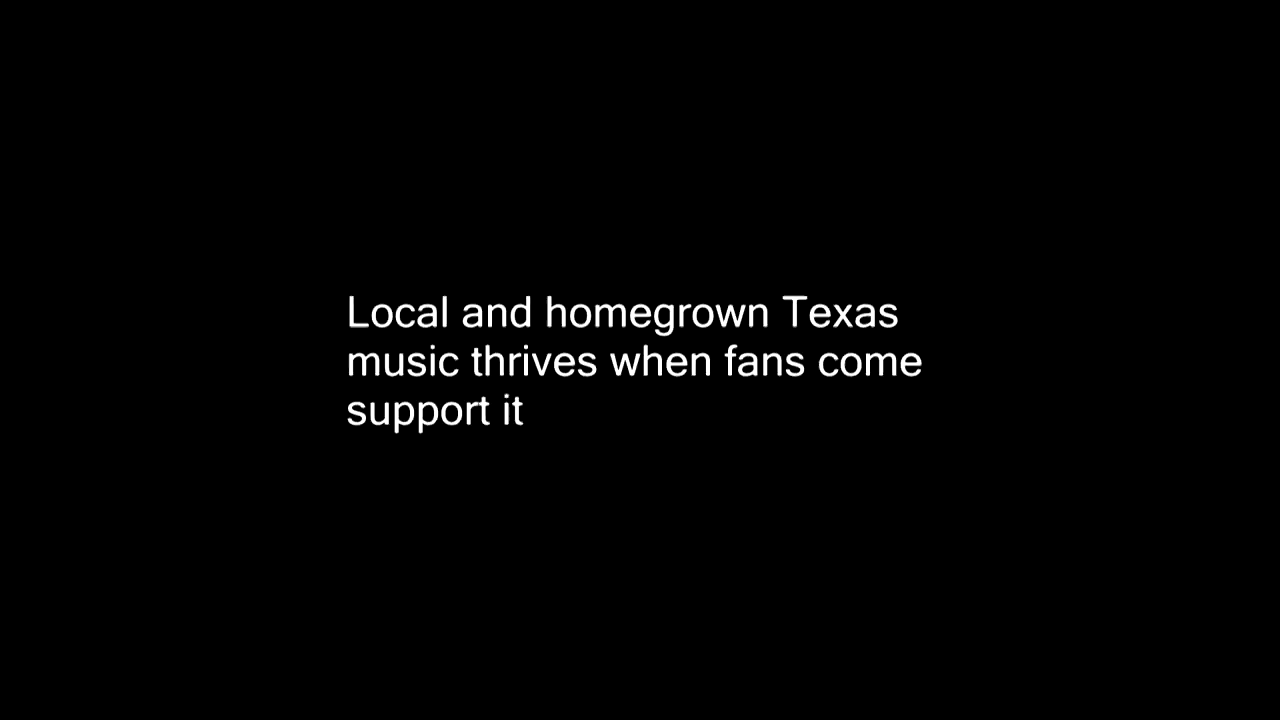 Local and homegrown Texas
music thrives when fans come
support it